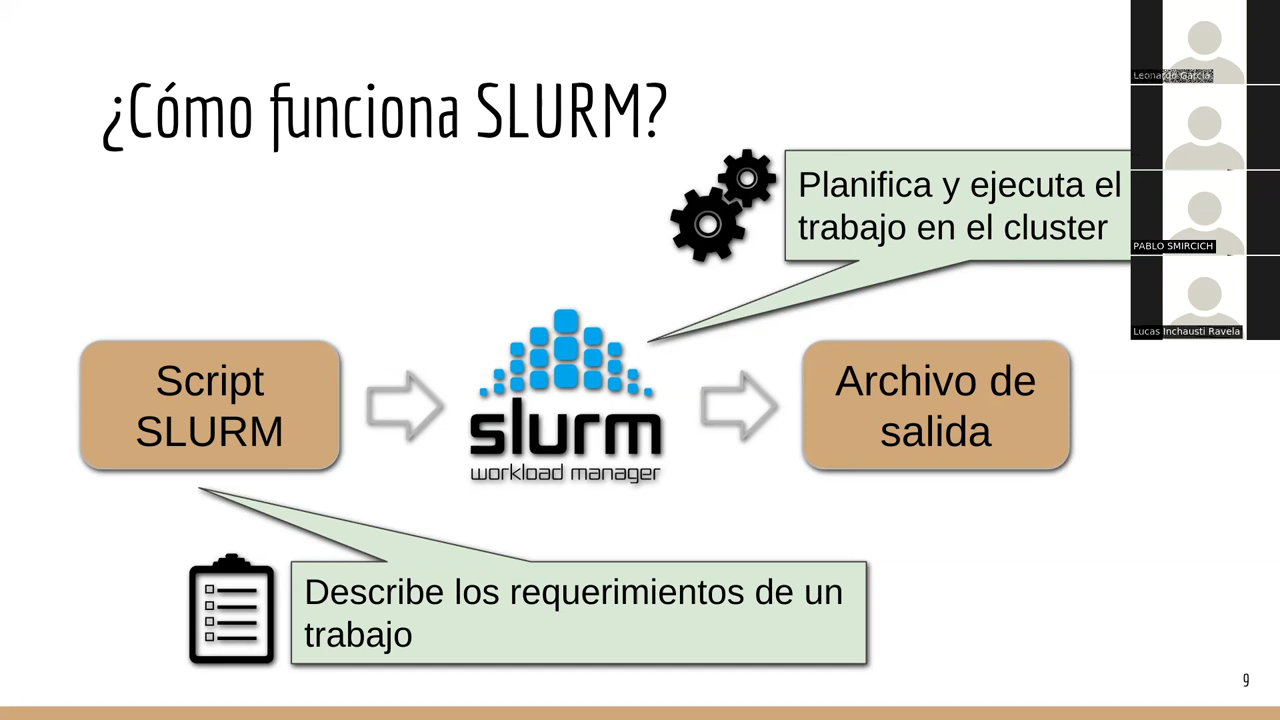 ¿Cómo funciona SLURM?
Leonardo García
Planifica y ejecuta el
trabajo en el cluster
PABLO SMIRCICH
Lucas Inchausti Ravela
Script
SLURM
slurm
workload manager
Archivo de
salida
Describe los requerimientos de un
trabajo
9